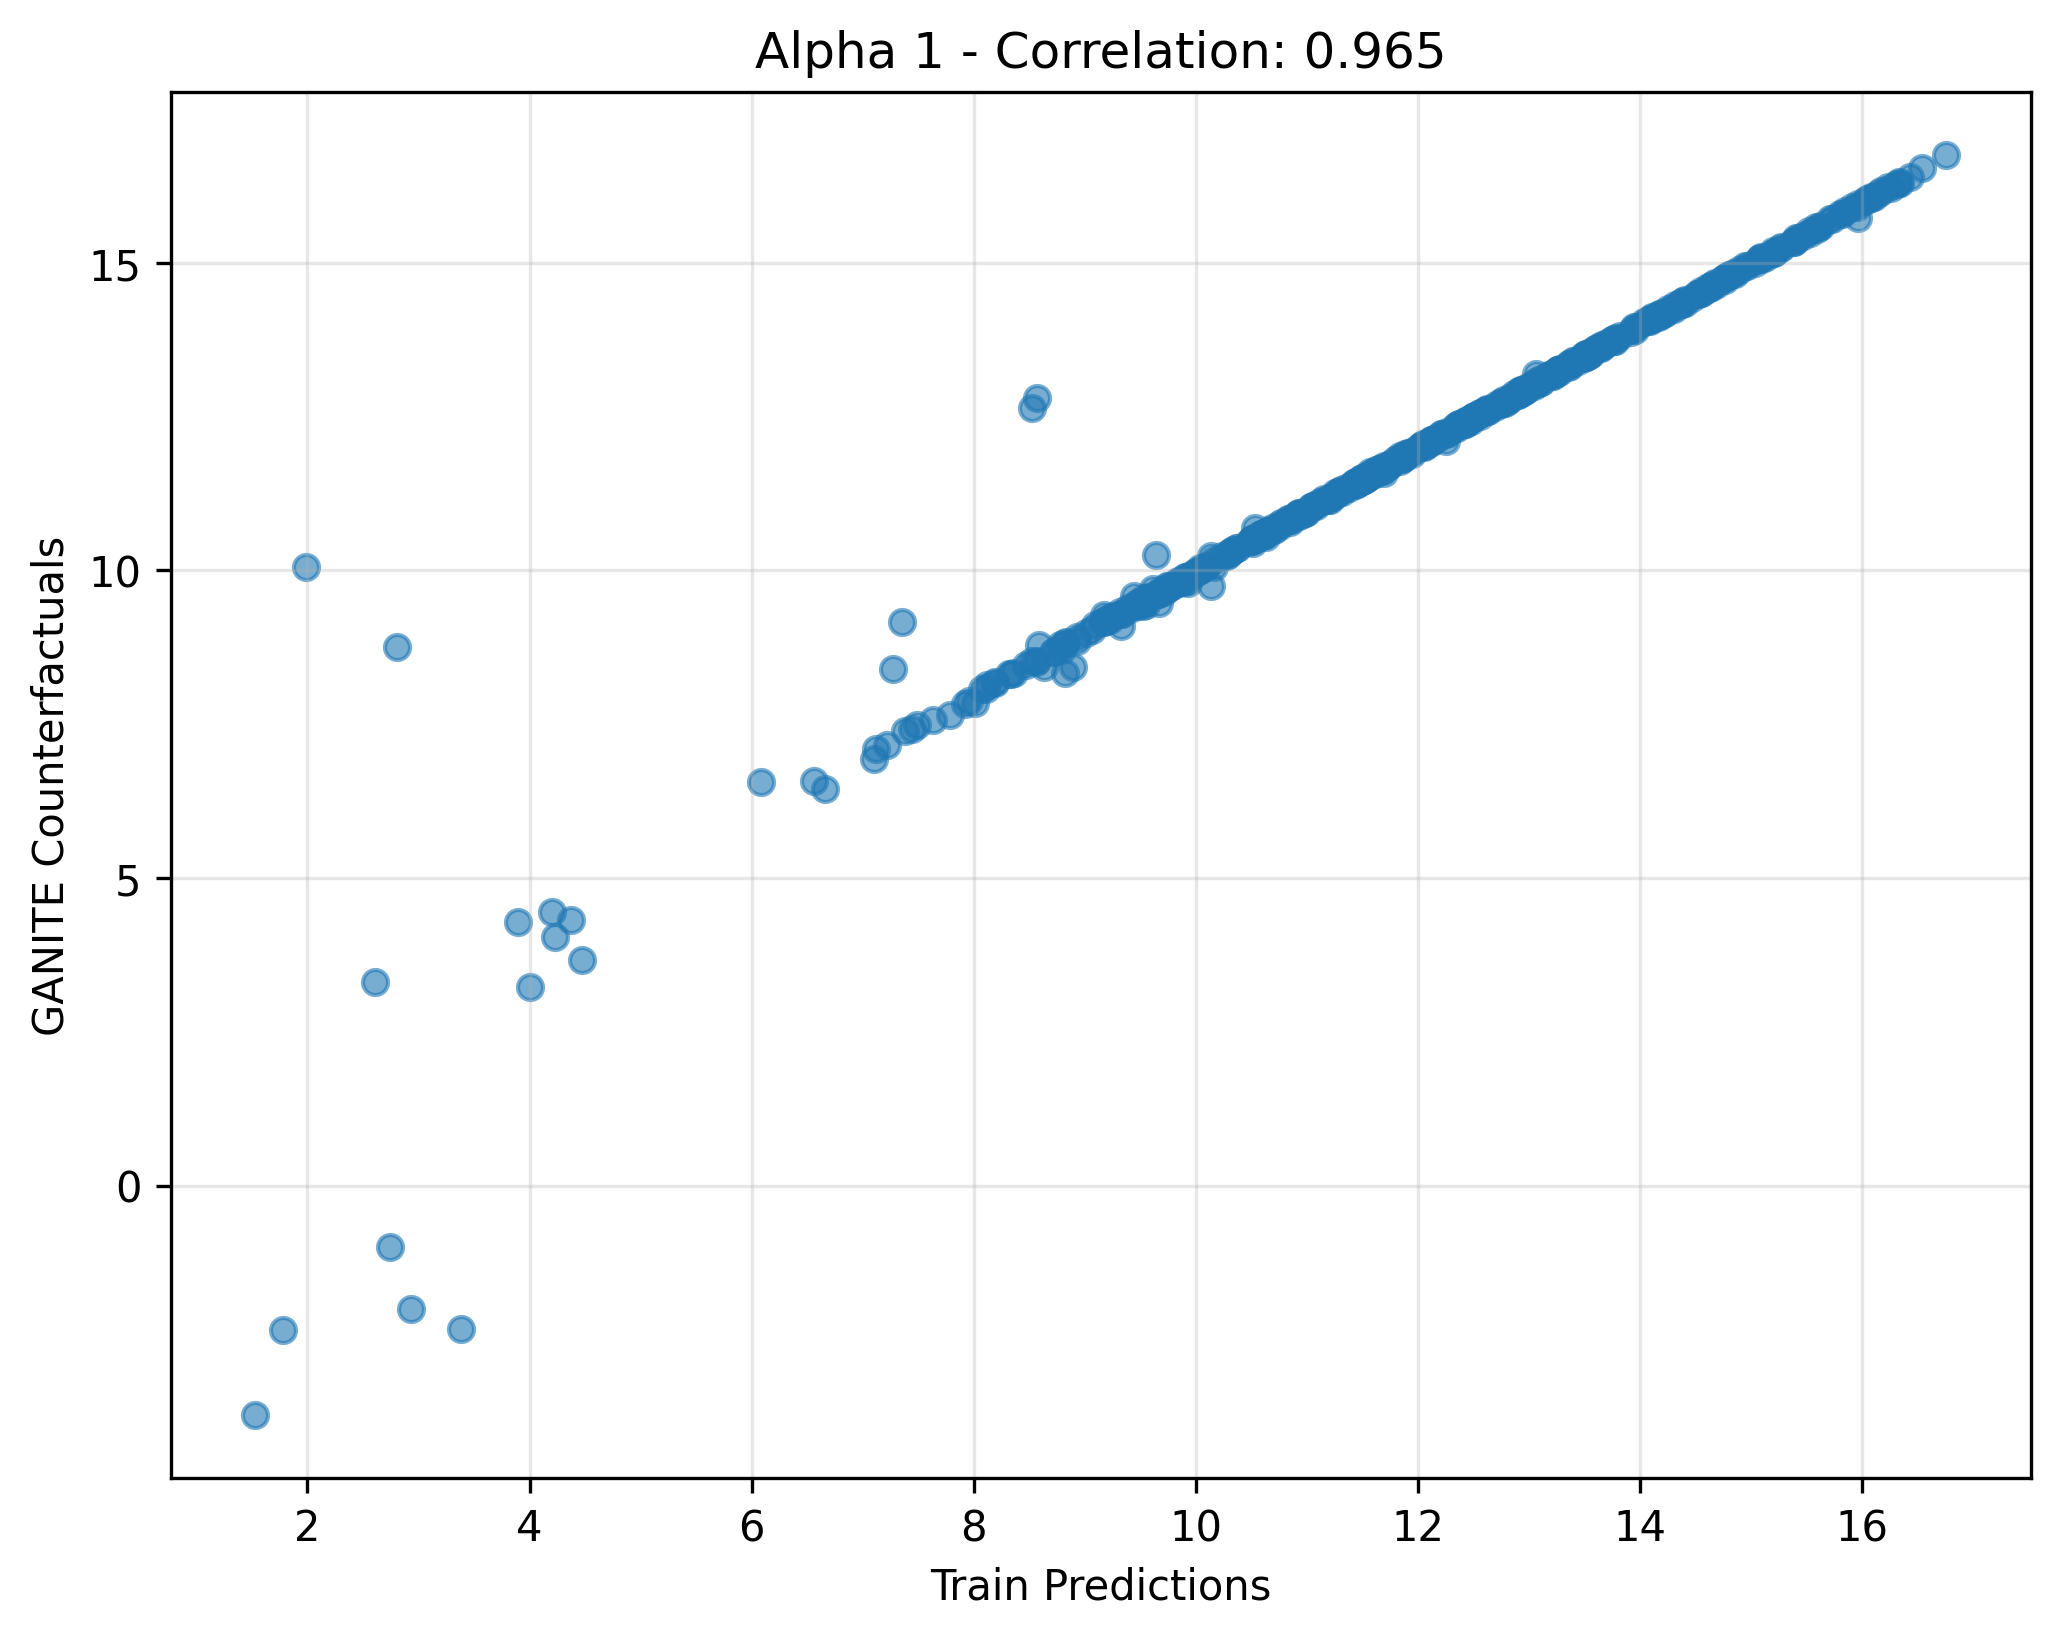 Alpha 1 - Correlation: 0.965
GANITE Counterfactuals
15
10
5
0
2 4 6 8 10 12 14 16
Train Predictions